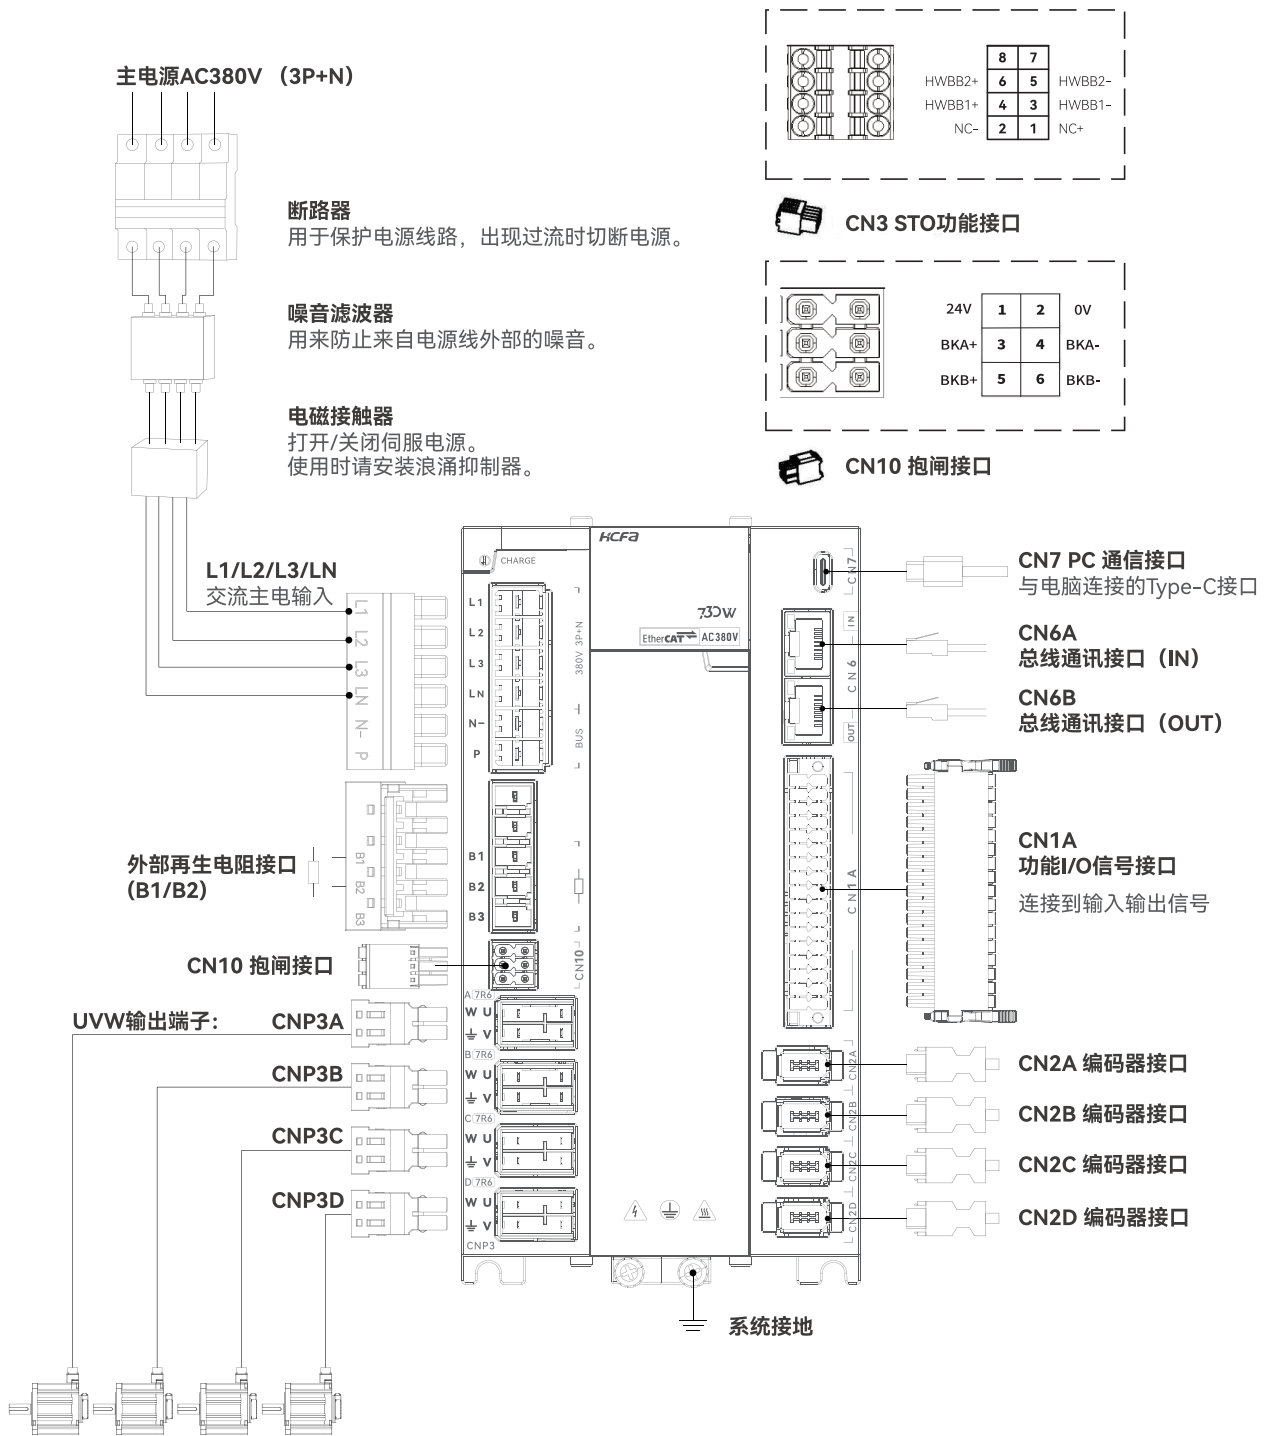 主电源AC380V （3P+N）
断路器
用于保护电源线路，出现过流时切断电源。
噪音滤波器
用来防止来自电源线外部的噪音。
电磁接触器
打开/关闭伺服电源。
使用时请安装浪涌抑制器。
8 7
HWBB2+ 6 5 HWBB2-
HWBB1+ 4 3 HWBB1-
NC- 2 1 NC+
CN3 STO功能接口
24V 1 2 0V
BKA+ 3 4 BKA-
BKB+ 5 6 BKB-
CN10 抱闸接口
L1/L2/L3/LN
交流主电输入
L1
L2
L3
LN
N-
P
外部再生电阻接口
(B1/B2)
B1
B2
B3
CN10 抱闸接口
UVW输出端子： CNP3A
CNP3B
CNP3C
CNP3D
HCFA
CHARGE
730W
EtherCAT AC380V
L1
L2
L3
LN
N-
P
380V 3P+N
BUS
B1
B2
B3
CN10
A 7R6
W U
V
B 7R6
W U
V
C 7R6
W U
V
D 7R6
W U
V
CNP3
CN7
IN
CN6
OUT
CN1A
CN2A
CN2B
CN2C
CN2D
CN7 PC 通信接口
与电脑连接的Type-C接口
CN6A
总线通讯接口（IN）
CN6B
总线通讯接口（OUT）
CN1A
功能I/O信号接口
连接到输入输出信号
CN2A 编码器接口
CN2B 编码器接口
CN2C 编码器接口
CN2D 编码器接口
系统接地